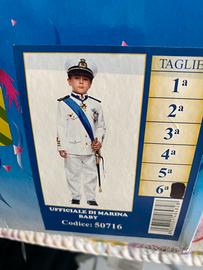 TAGLIE
1ª
2ª
3ª
4ª
5ª
6ª
UFFICIALE DI MARINA
BABY
Codice: 50716